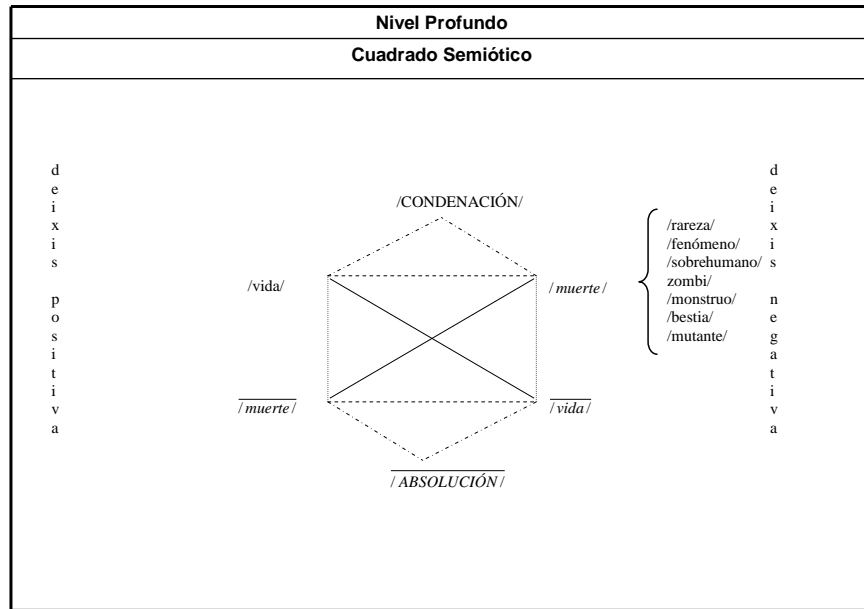 Nivel Profundo
Cuadrado Semiótico
deixis positiva
/CONDENACIÓN/
/vida/
/muerte/
/rareza/
/fenómeno/
/sobrehumano/
zombi/
/monstruo/
/bestia/
/mutante/
deixis negativa
/muerte/
/vida/
/ABSOLUCIÓN/